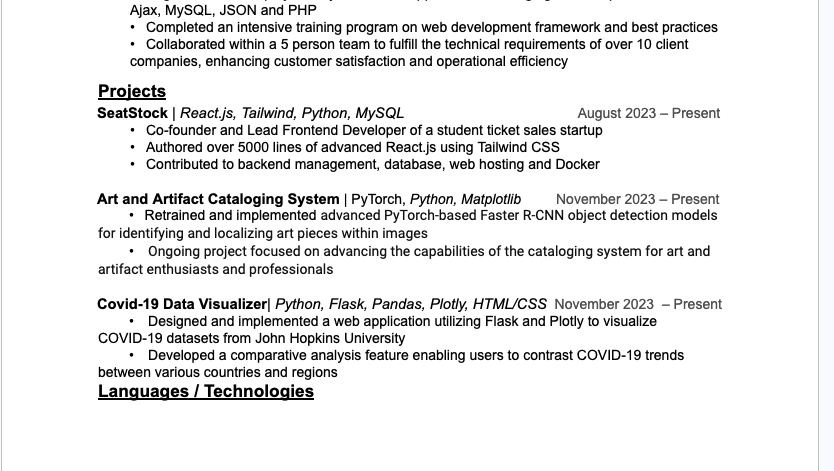 Ajax, MySQL, JSON and PHP
• Completed an intensive training program on web development framework and best practices
• Collaborated within a 5 person team to fulfill the technical requirements of over 10 client
companies, enhancing customer satisfaction and operational efficiency
Projects
SeatStock | React.js, Tailwind, Python, MySQL August 2023 – Present
• Co-founder and Lead Frontend Developer of a student ticket sales startup
• Authored over 5000 lines of advanced React.js using Tailwind CSS
• Contributed to backend management, database, web hosting and Docker
Art and Artifact Cataloging System | PyTorch, Python, Matplotlib November 2023 – Present
• Retrained and implemented advanced PyTorch-based Faster R-CNN object detection models
for identifying and localizing art pieces within images
• Ongoing project focused on advancing the capabilities of the cataloging system for art and
artifact enthusiasts and professionals
Covid-19 Data Visualizer| Python, Flask, Pandas, Plotly, HTML/CSS November 2023 – Present
• Designed and implemented a web application utilizing Flask and Plotly to visualize
COVID-19 datasets from John Hopkins University
• Developed a comparative analysis feature enabling users to contrast COVID-19 trends
between various countries and regions
Languages / Technologies